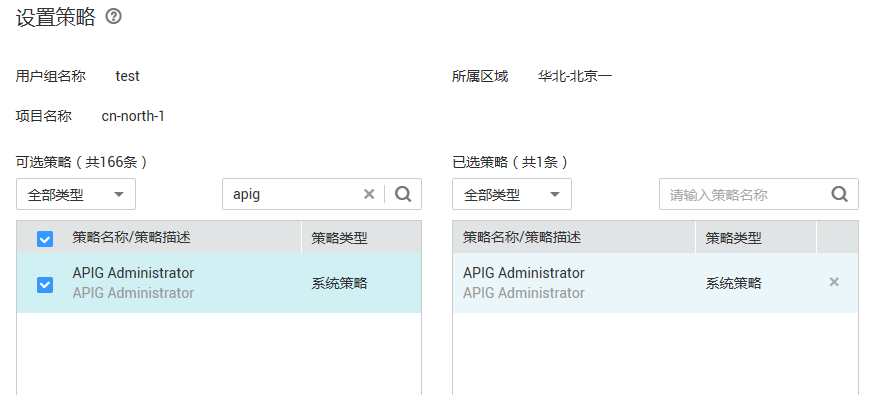 设置策略 ?
用户组名称 test 所属区域 华北-北京一
项目名称 cn-north-1
可选策略（共166条） 已选策略（共1条）
全部类型 apig 全部类型 请输入策略名称
策略名称/策略描述 策略类型 策略名称/策略描述 策略类型
APIG Administrator 系统策略 APIG Administrator 系统策略
APIG Administrator APIG Administrator